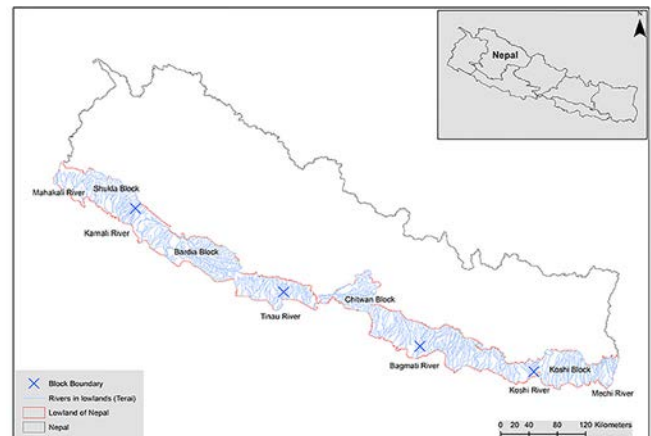 N
Nepal
Mahakali River
Shukla Block
Karnali River
Bardia Block
Tinau River
Chitwan Block
Bagmati River
Koshi River
Koshi Block
Mechi River
Block Boundary
Rivers in lowlands (Terai)
Lowland of Nepal
Nepal
0 20 40 80 120 Kilometers